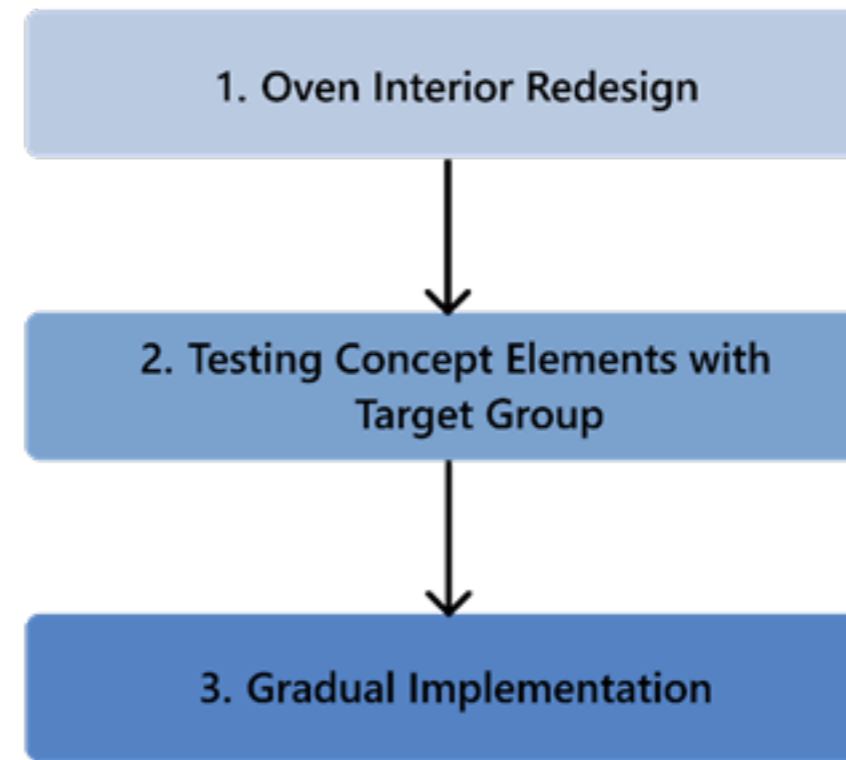 1. Oven Interior Redesign
2. Testing Concept Elements with
Target Group
3. Gradual Implementation